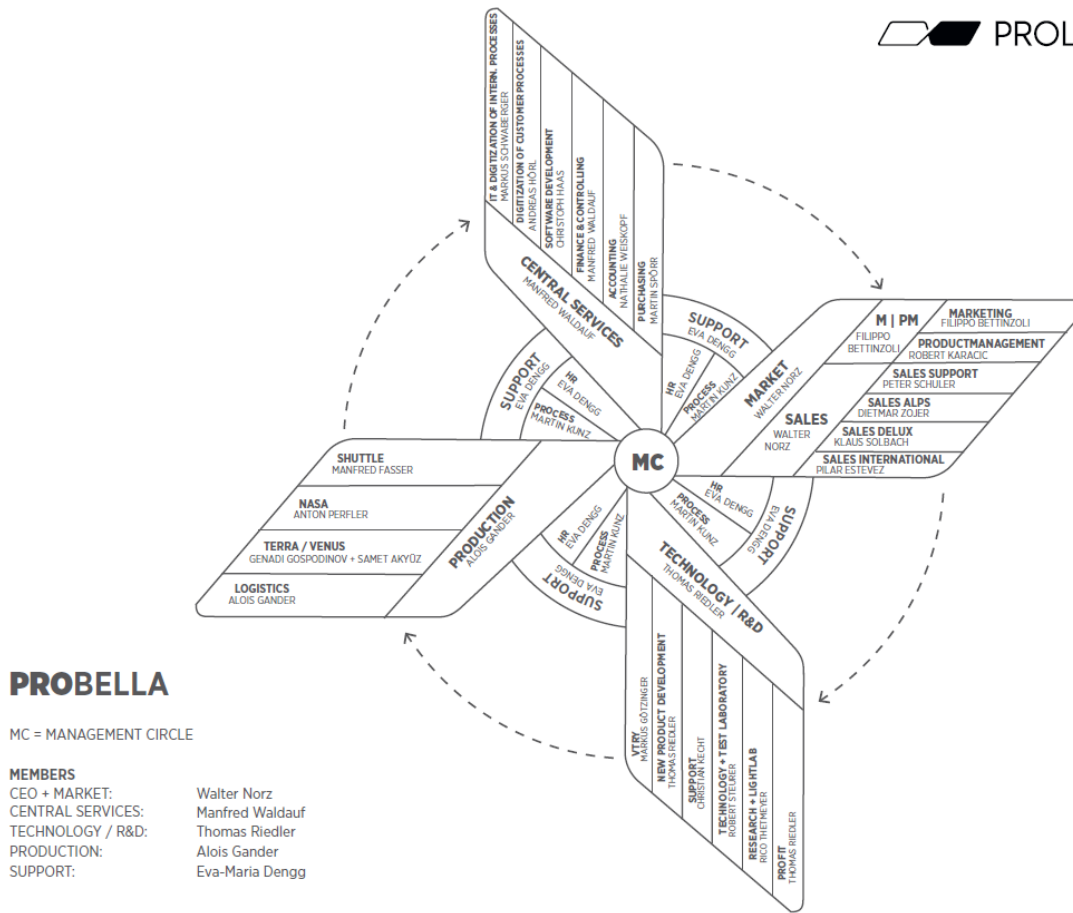 PROL
IT & DIGITIZATION OF INTERN. PROCESSES
MARKUS SCHWABERGER
DIGITIZATION OF CUSTOMER PROCESSES
ANDREAS HÖRL
SOFTWARE DEVELOPMENT
CHRISTOPH HAAS
FINANCE & CONTROLLING
MANFRED WALDAUF
ACCOUNTING
NATHALIE WEISKOPF
PURCHASING
MARTIN SPÖRR
CENTRAL SERVICES
MANFRED WALDAUF
SUPPORT
EVA DENGG
HR
EVA DENGG
PROCESS
MARTIN KUNZ
MARKET
WALTER NORZ
M | PM
FILIPPO
BETTINZOLI
SALES
WALTER
NORZ
MARKETING
FILIPPO BETTINZOLI
PRODUCTMANAGEMENT
ROBERT KARACIC
SALES SUPPORT
PETER SCHULER
SALES ALPS
DIETMAR ZOJER
SALES DELUX
KLAUS SOLBACH
SALES INTERNATIONAL
PILAR ESTEVEZ
SUPPORT
EVA DENGG
HR
EVA DENGG
PROCESS
MARTIN KUNZ
MC
SHUTTLE
MANFRED FASSER
NASA
ANTON PERFLER
TERRA / VENUS
GENADI GOSPODINOV + SAMET AKYÜZ
LOGISTICS
ALOIS GANDER
PRODUCTION
ALOIS GANDER
HR
EVA DENGG
PROCESS
MARTIN KUNZ
SUPPORT
EVA DENGG
HR
EVA DENGG
PROCESS
MARTIN KUNZ
SUPPORT
EVA DENGG
TECHNOLOGY | R&D
THOMAS RIEDLER
VTRY
MARKUS GÖTZINGER
NEW PRODUCT DEVELOPMENT
THOMAS RIEDLER
SUPPORT
CHRISTIAN KECHT
TECHNOLOGY + TEST LABORATORY
ROBERT STEURER
RESEARCH + LIGHTLAB
RICO THETMEYER
PROFIT
THOMAS RIEDLER
PROBELLA
MC = MANAGEMENT CIRCLE
MEMBERS
CEO + MARKET: Walter Norz
CENTRAL SERVICES: Manfred Waldauf
TECHNOLOGY / R&D: Thomas Riedler
PRODUCTION: Alois Gander
SUPPORT: Eva-Maria Dengg